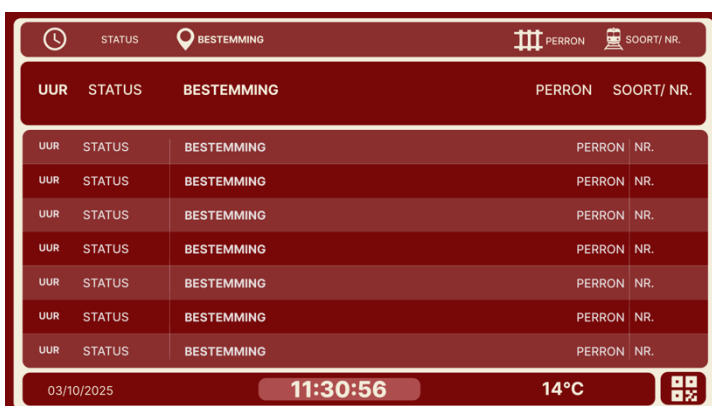 STATUS BESTEMMING PERRON SOORT/ NR.
UUR STATUS BESTEMMING PERRON SOORT/ NR.
UUR STATUS BESTEMMING PERRON NR.
UUR STATUS BESTEMMING PERRON NR.
UUR STATUS BESTEMMING PERRON NR.
UUR STATUS BESTEMMING PERRON NR.
UUR STATUS BESTEMMING PERRON NR.
UUR STATUS BESTEMMING PERRON NR.
UUR STATUS BESTEMMING PERRON NR.
03/10/2025 11:30:56 14°C